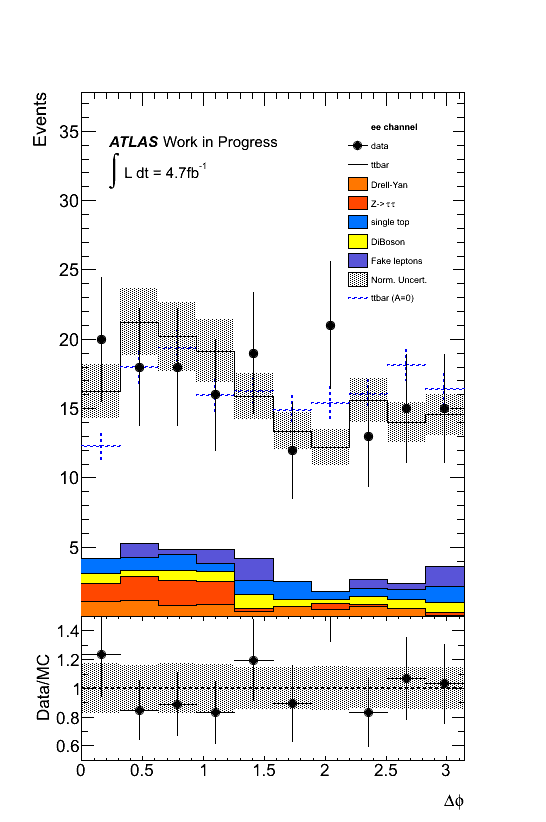 Events
35
30
25
20
15
10
5
ATLAS Work in Progress
∫ L dt = 4.7fb-1
ee channel
data
ttbar
Drell-Yan
Z->ττ
single top
DiBoson
Fake leptons
Norm. Uncert.
ttbar (A=0)
Data/MC
1.4
1.2
1
0.8
0.6
0 0.5 1 1.5 2 2.5 3
Δϕ